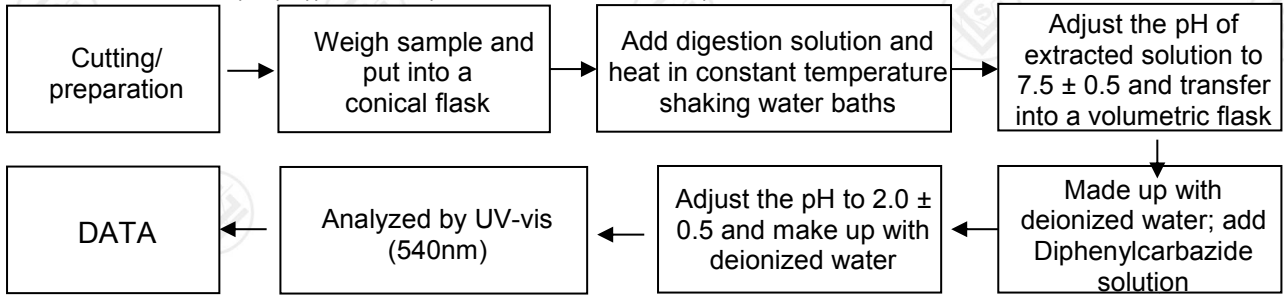 Cutting/
preparation
Weigh sample and
put into a
conical flask
Add digestion solution and
heat in constant temperature
shaking water baths
Adjust the pH of
extracted solution to
7.5 ± 0.5 and transfer
into a volumetric flask
Made up with
deionized water; add
Diphenylcarbazide
solution
Adjust the pH to 2.0 ±
0.5 and make up with
deionized water
Analyzed by UV-vis
(540nm)
DATA